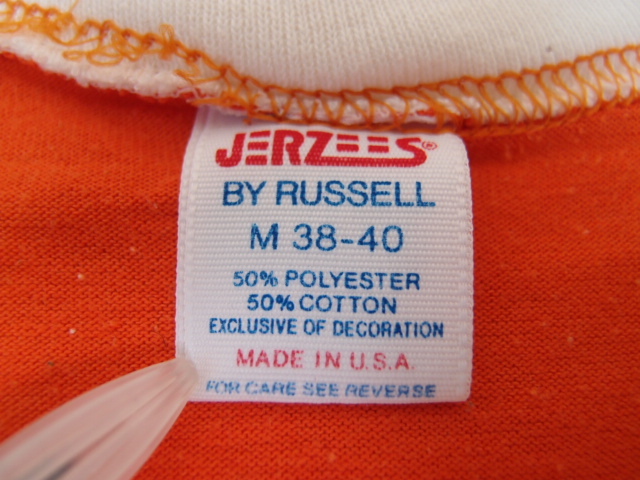 JERZEES®
BY RUSSELL
M 38-40
50% POLYESTER
50% COTTON
EXCLUSIVE OF DECORATION
MADE IN U.S.A.
FOR CARE SEE REVERSE